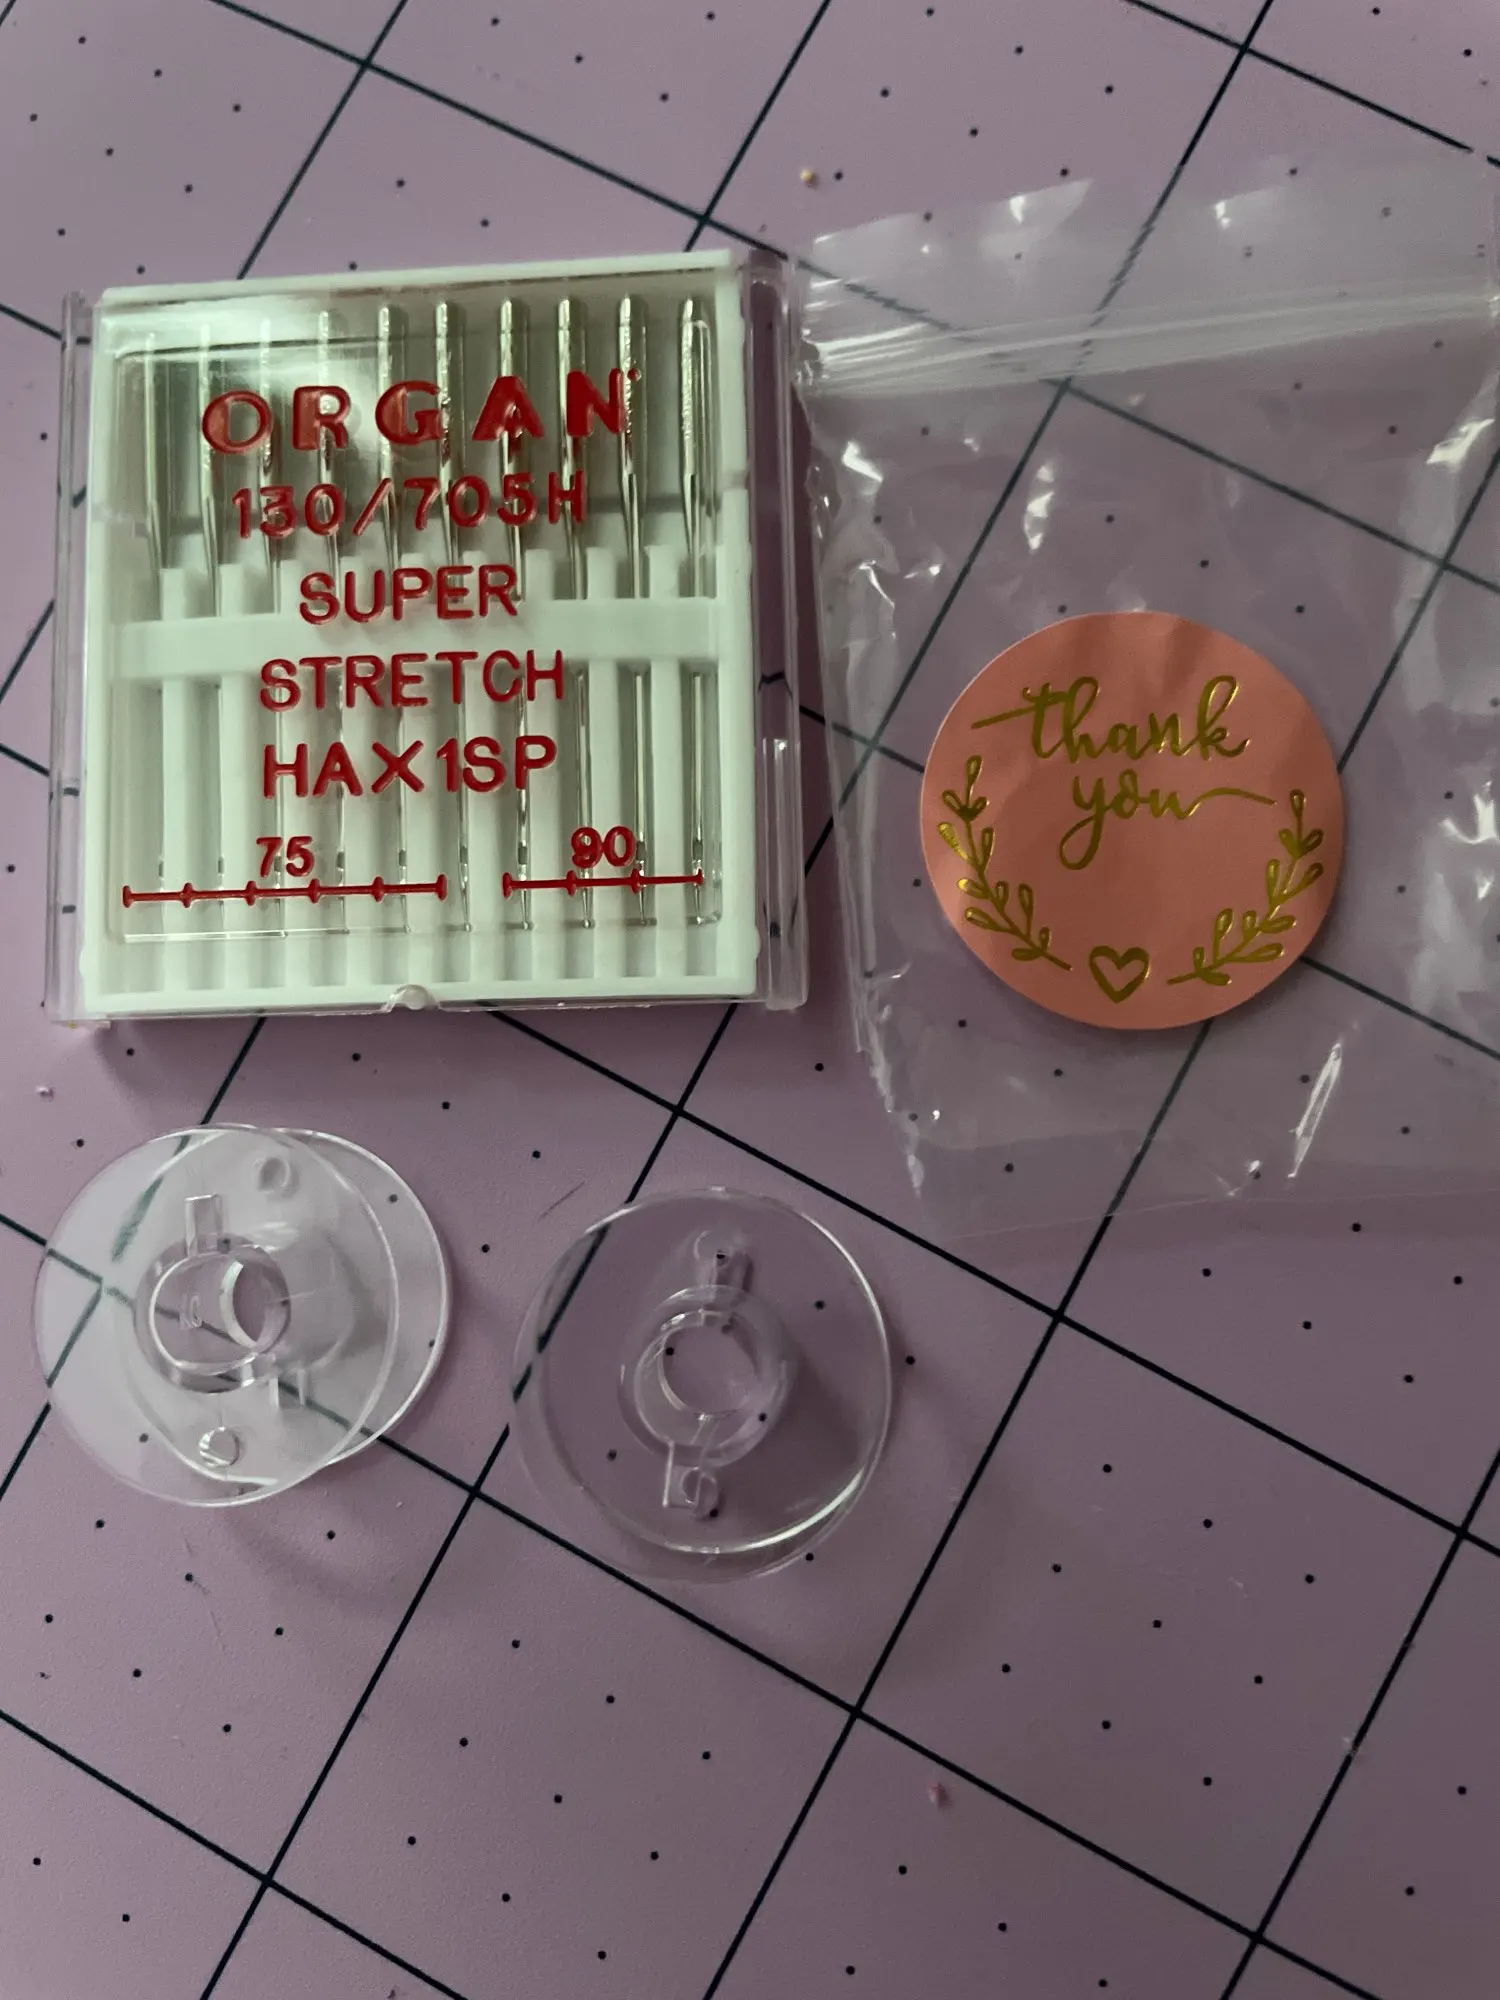 ORGAN
130/705H
SUPER
STRETCH
HAX1SP
75 90
thank
you